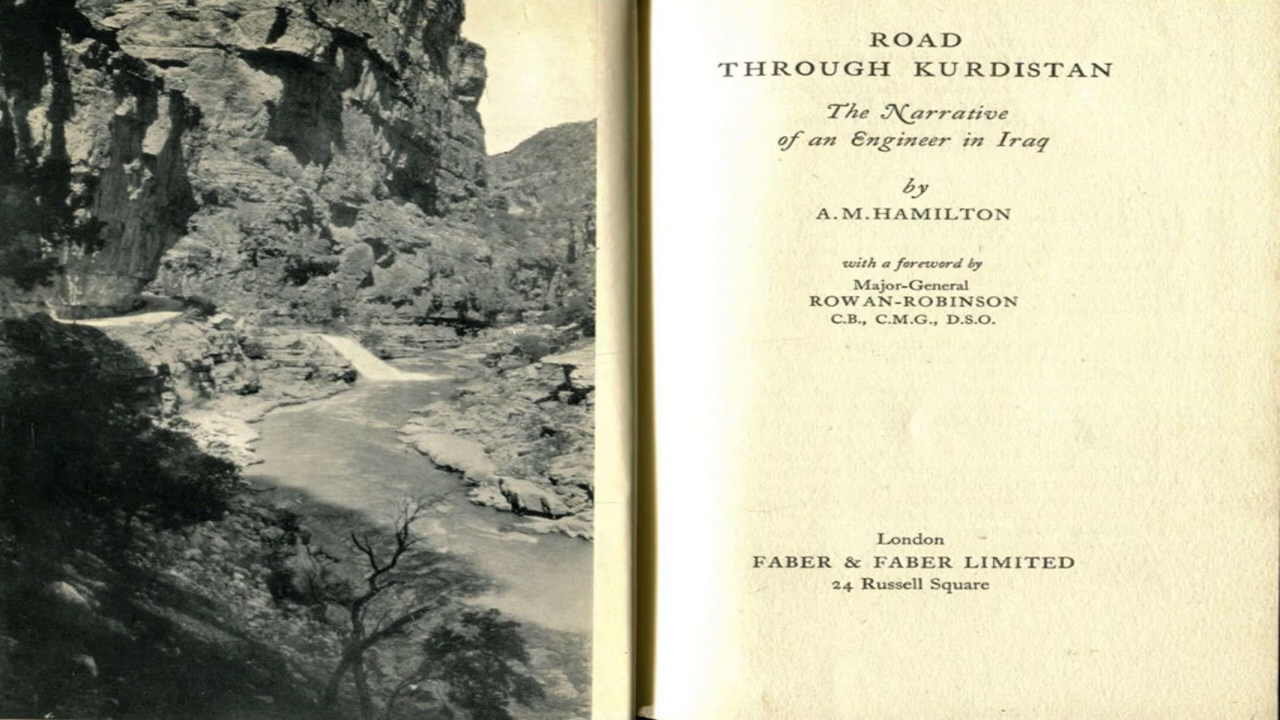 ROAD
THROUGH KURDISTAN
The Narrative
of an Engineer in Iraq
by
A.M.HAMILTON
with a foreword by
Major-General
ROWAN-ROBINSON
C.B., C.M.G., D.S.O.
London
FABER & FABER LIMITED
24 Russell Square